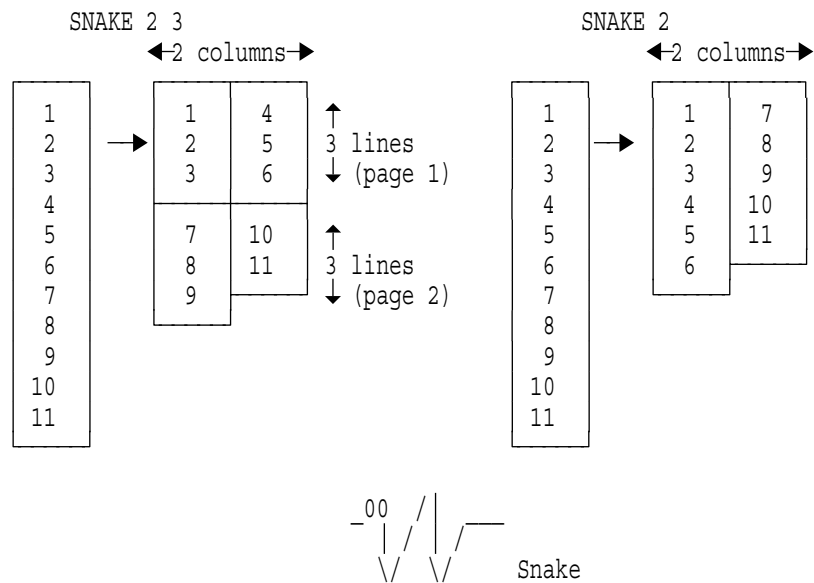 SNAKE 2 3 SNAKE 2
2 columns 2 columns
1 1 4 1 1 7
2 2 5 3 lines 2 2 8
3 3 6 (page 1) 3 3 9
4 4 4 10
5 7 10 5 5 11
6 8 11 3 lines 6 6
7 9 (page 2) 7
8 8
9 9
10 10
11 11
00
Snake